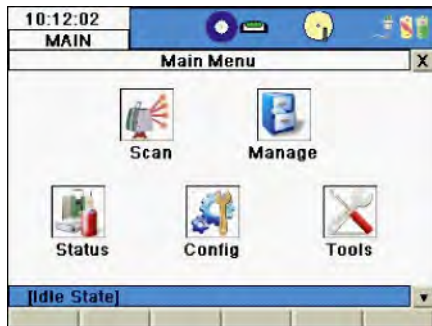 10:12:02
MAIN
Main Menu X
Scan Manage
Status Config Tools
[Idle State]